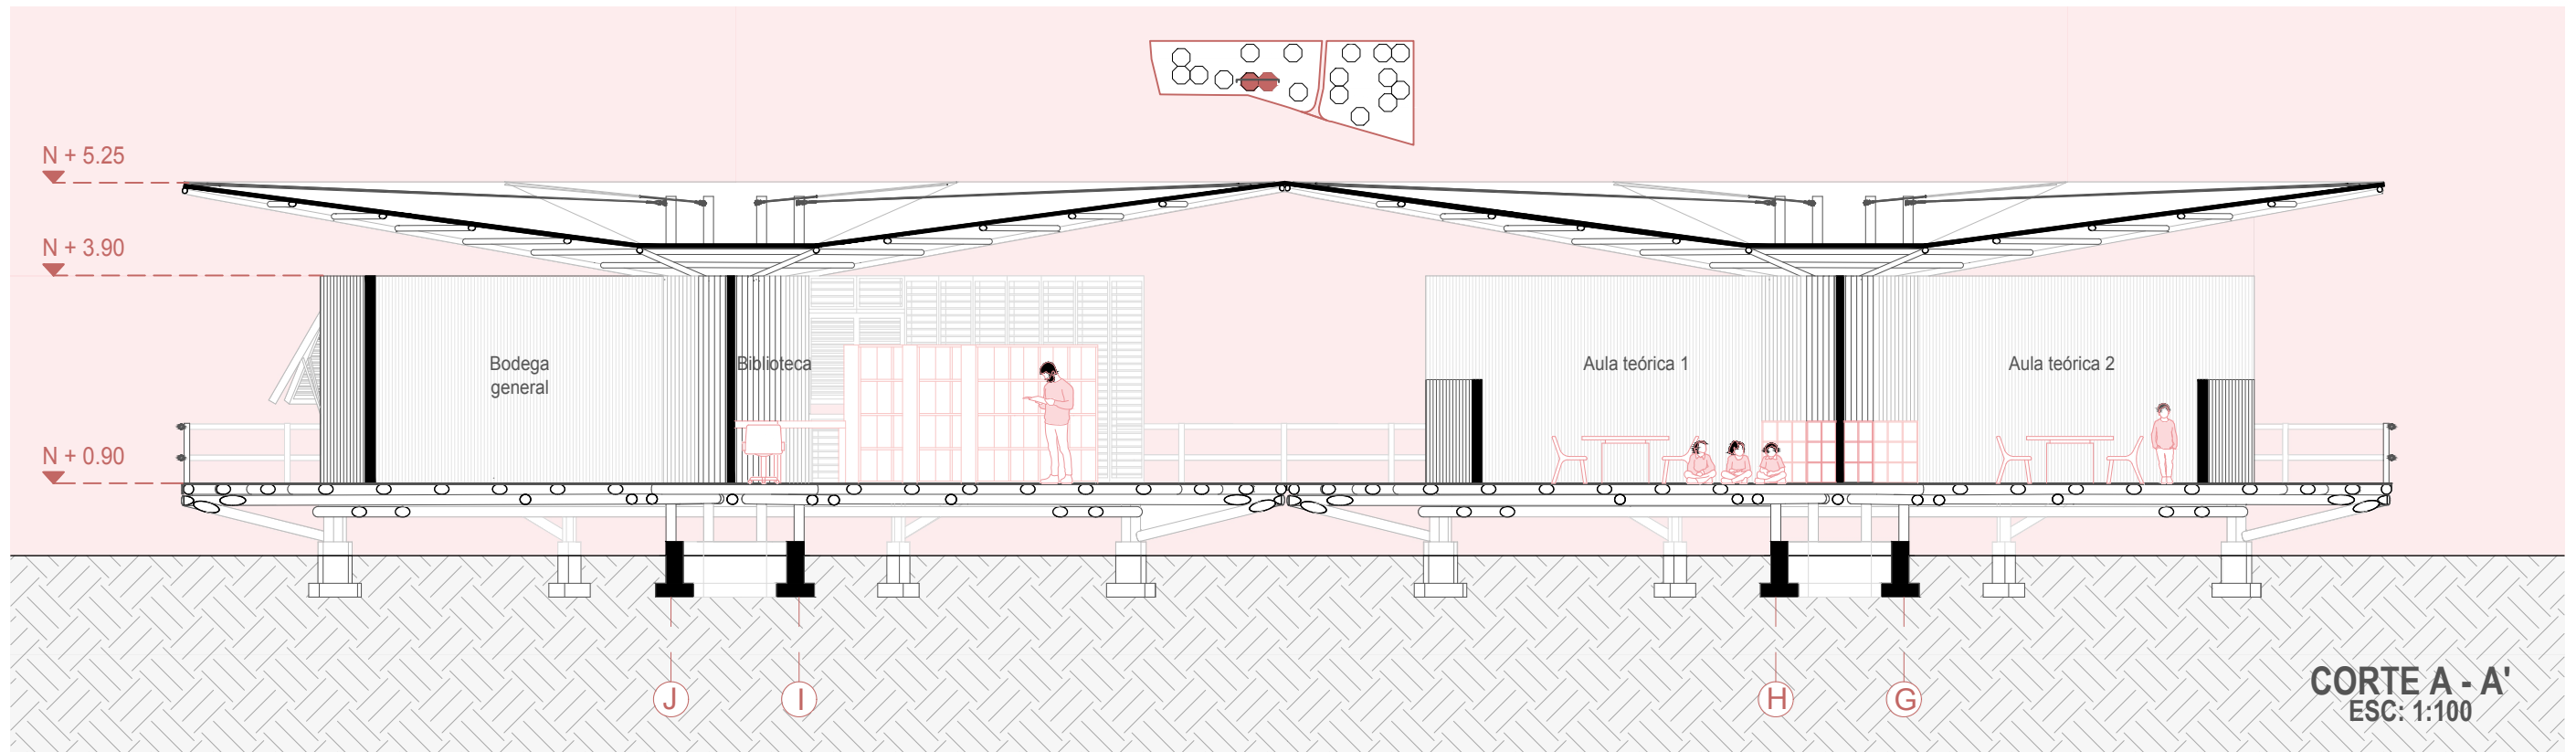 N + 5.25
N + 3.90
Bodega
general
Biblioteca
Aula teórica 1
Aula teórica 2
N + 0.90
J
I
H
G
CORTE A - A'
ESC: 1:100